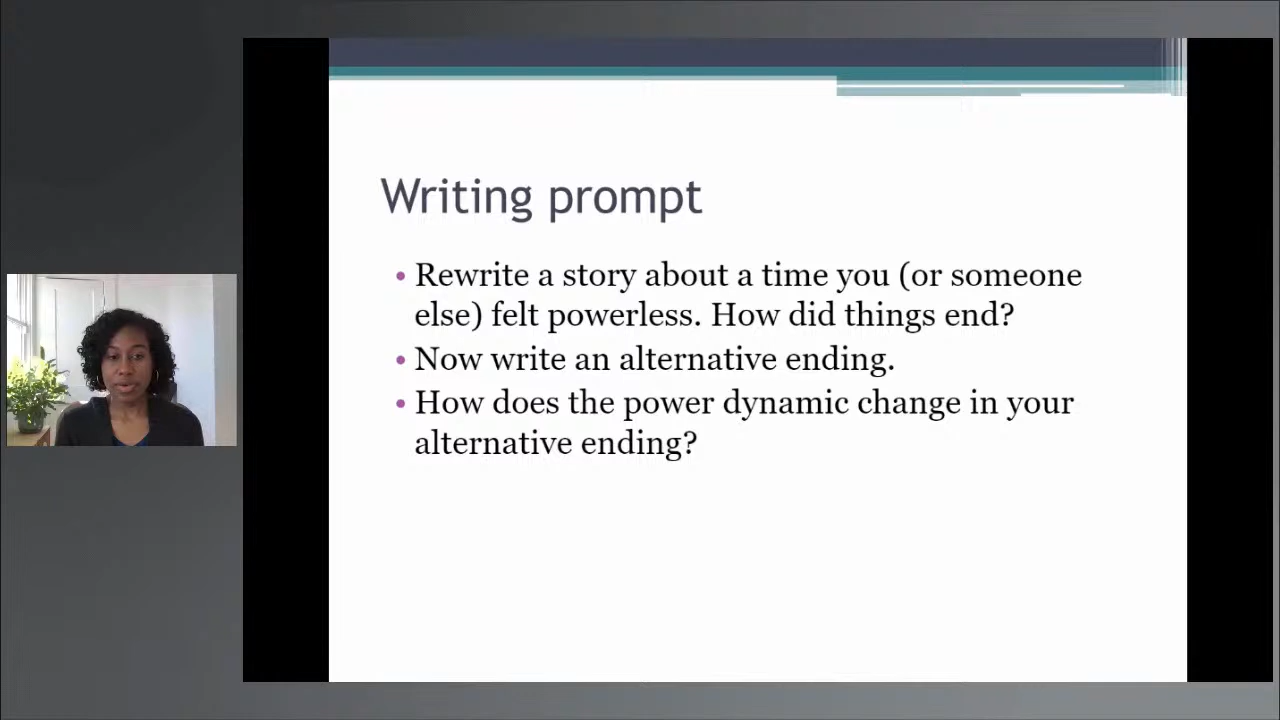 Writing prompt
• Rewrite a story about a time you (or someone
else) felt powerless. How did things end?
• Now write an alternative ending.
• How does the power dynamic change in your
alternative ending?